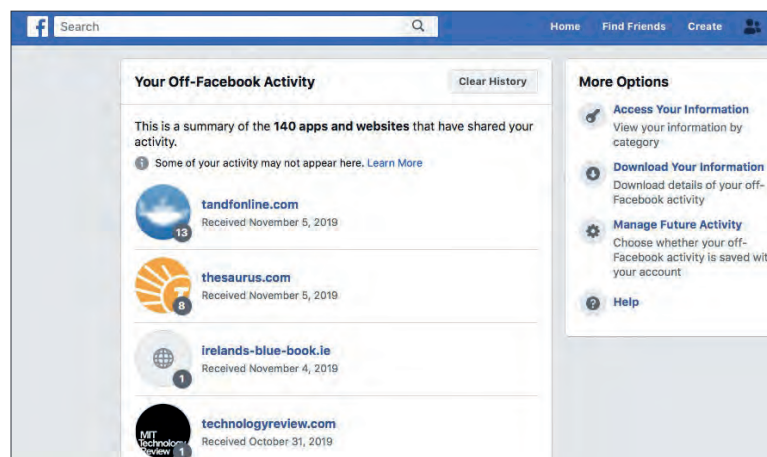 f Search Home Find Friends Create
Your Off-Facebook Activity
Clear History
This is a summary of the 140 apps and websites that have shared your
activity.
Some of your activity may not appear here. Learn More
tandfonline.com
Received November 5, 2019
13
thesaurus.com
Received November 5, 2019
8
irelands-blue-book.ie
Received November 4, 2019
1
technologyreview.com
Received October 31, 2019
MIT
Technology
Review
1
More Options
Access Your Information
View your information by
category
Download Your Information
Download details of your off-
Facebook activity
Manage Future Activity
Choose whether your off-
Facebook activity is saved wit
your account
? Help